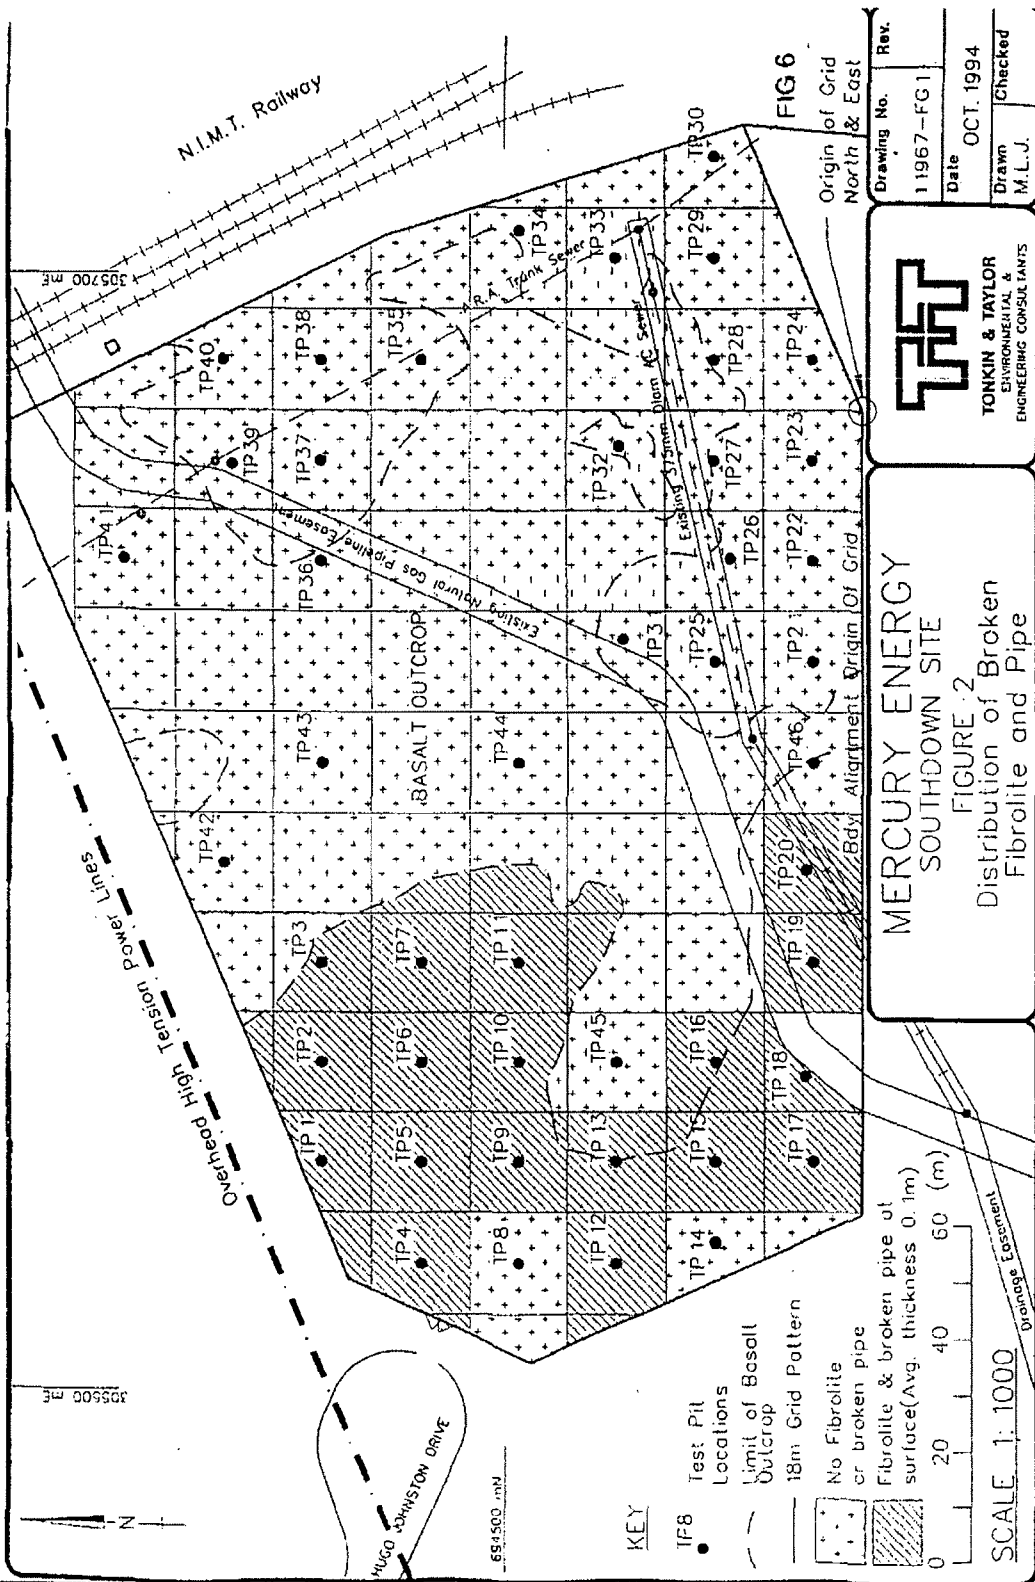 N.I.M.T. Railway
305700 mE
FIG 6
Origin of Grid
North & East
Overhead High Tension Power Lines
TP41
TP40
TP39
TP38
TP37
TP36
TP35
TP34
TP33
TP32
TP31
TP30
TP29
TP28
TP27
TP26
TP25
TP24
TP23
TP22
TP21
TP46
TP42
TP43
TP44
BASALT OUTCROP
Existing Natural Gas Pipeline Easement
A.R.A. Trunk Sewer
Existing 375mm Diam AC Sewer
Bdy Alignment Origin Of Grid
TP3
TP7
TP11
TP20
TP19
TP2
TP6
TP10
TP45
TP16
TP18
TP1
TP5
TP9
TP13
TP15
TP17
TP4
TP8
TP12
TP14
305500 mE
HUGO JOHNSTON DRIVE
N
694500 mN
KEY
TP8
Test Pit
Locations
Limit of Basalt
Outcrop
18m Grid Pattern
No Fibrolite
or broken pipe
Fibrolite & broken pipe at
surface(Avg. thickness 0.1m)
0 20 40 60 (m)
SCALE 1: 1000
Drainage Easement
MERCURY ENERGY
SOUTHDOWN SITE
FIGURE 2
Distribution of Broken
Fibrolite and Pipe
T&T
TONKIN & TAYLOR
ENVIRONMENTAL &
ENGINEERING CONSULTANTS
Drawing No.
Rev.
11967-FG1
Date
OCT. 1994
Drawn
Checked
M.L.J.